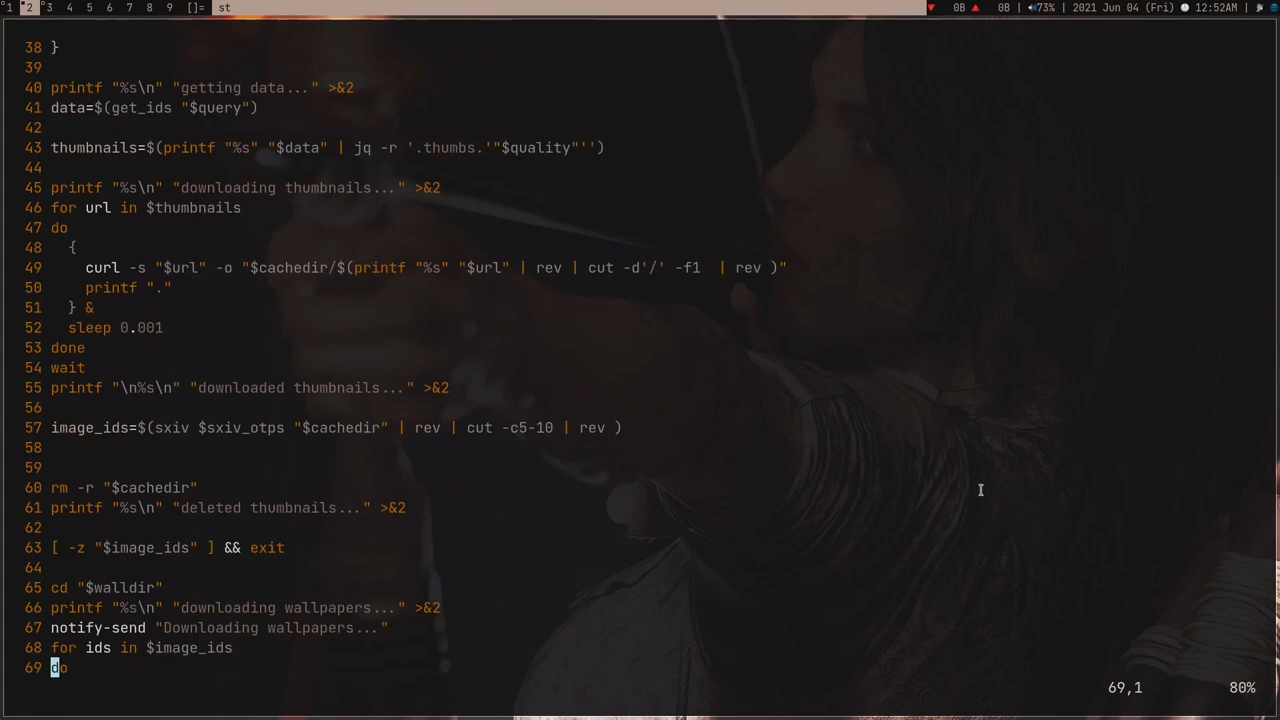 1 2 3 4 5 6 7 8 9 []= st 0B 0B | 73% | 2021 Jun 04 (Fri) 12:52AM |
38 }
39
40 printf "%s\n" "getting data..." >&2
41 data=$(get_ids "$query")
42
43 thumbnails=$(printf "%s" "$data" | jq -r '.thumbs.'"$quality"'')
44
45 printf "%s\n" "downloading thumbnails..." >&2
46 for url in $thumbnails
47 do
48   {
49     curl -s "$url" -o "$cachedir/$(printf "%s" "$url" | rev | cut -d'/' -f1  | rev )"
50     printf "."
51   } &
52   sleep 0.001
53 done
54 wait
55 printf "\n%s\n" "downloaded thumbnails..." >&2
56
57 image_ids=$(sxiv $sxiv_otps "$cachedir" | rev | cut -c5-10 | rev )
58
59
60 rm -r "$cachedir"
61 printf "%s\n" "deleted thumbnails..." >&2
62
63 [ -z "$image_ids" ] && exit
64
65 cd "$walldir"
66 printf "%s\n" "downloading wallpapers..." >&2
67 notify-send "Downloading wallpapers..."
68 for ids in $image_ids
69 do
69,1 80%